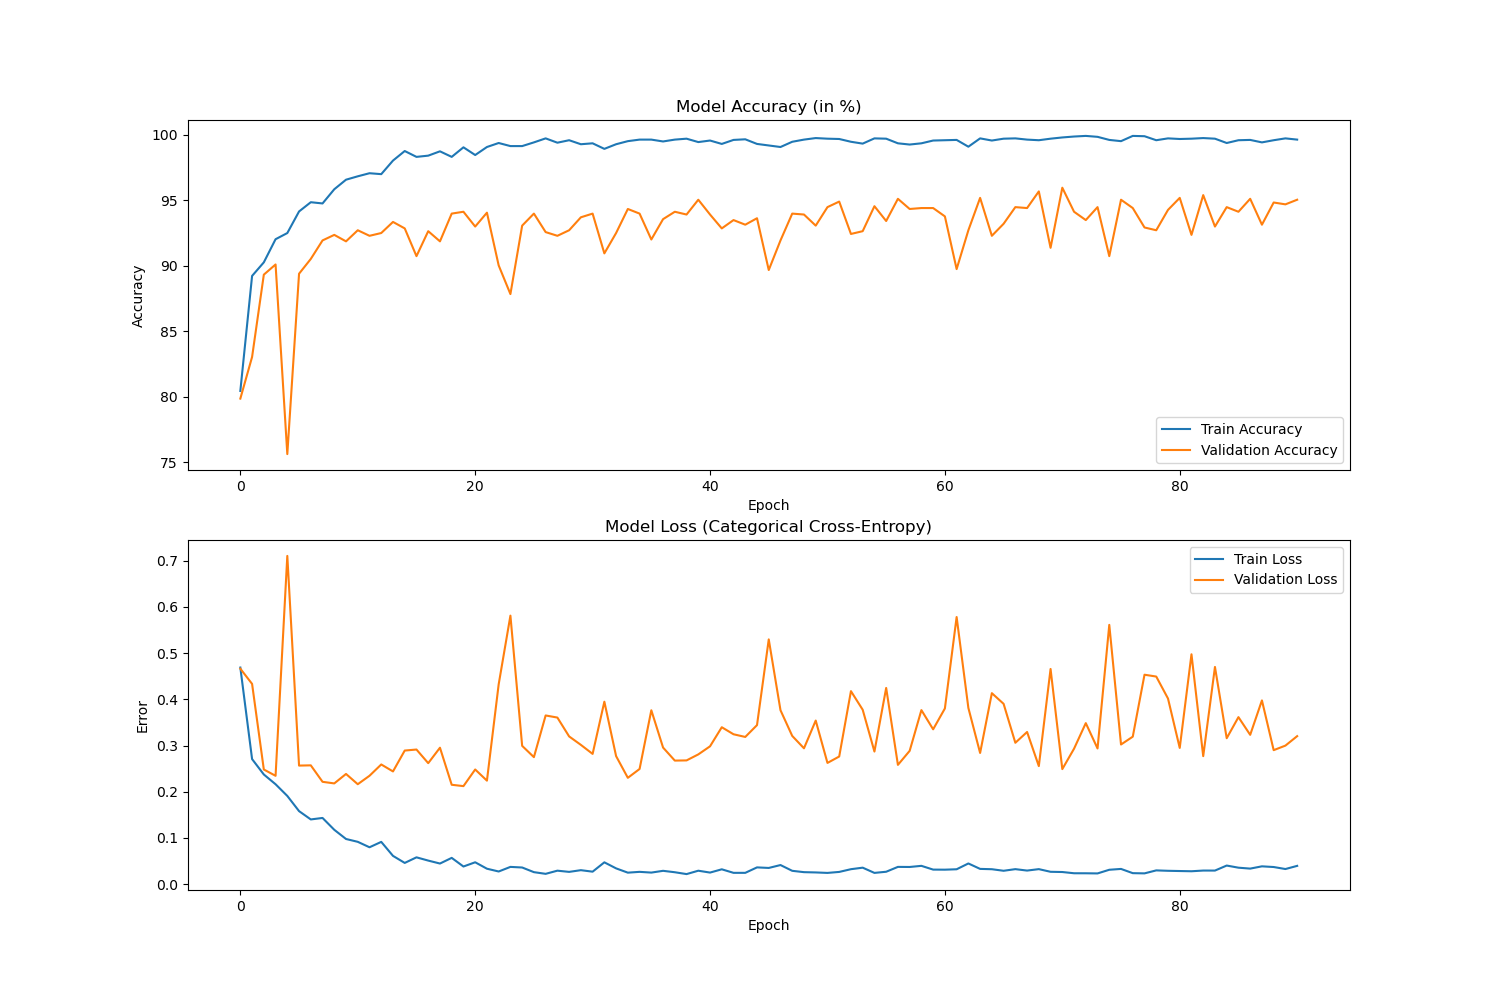 Model Accuracy (in %)
100
95
90
85
80
75
Accuracy
Train Accuracy
Validation Accuracy
0 20 40 60 80
Epoch
Model Loss (Categorical Cross-Entropy)
0.7
0.6
0.5
0.4
0.3
0.2
0.1
0.0
Error
Train Loss
Validation Loss
0 20 40 60 80
Epoch